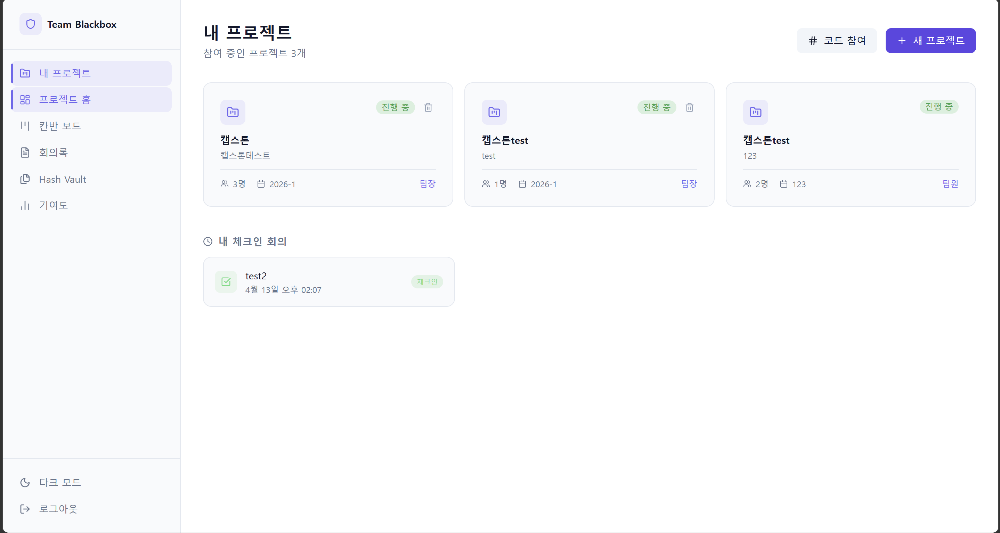 Team Blackbox
내 프로젝트
프로젝트 홈
칸반 보드
회의록
Hash Vault
기여도
다크 모드
로그아웃
내 프로젝트
참여 중인 프로젝트 3개
코드 참여
새 프로젝트
진행 중
캡스톤
캡스톤테스트
3명 2026-1 팀장
진행 중
캡스톤test
test
1명 2026-1 팀장
진행 중
캡스톤test
123
2명 123 팀원
내 체크인 회의
test2
4월 13일 오후 02:07
체크인